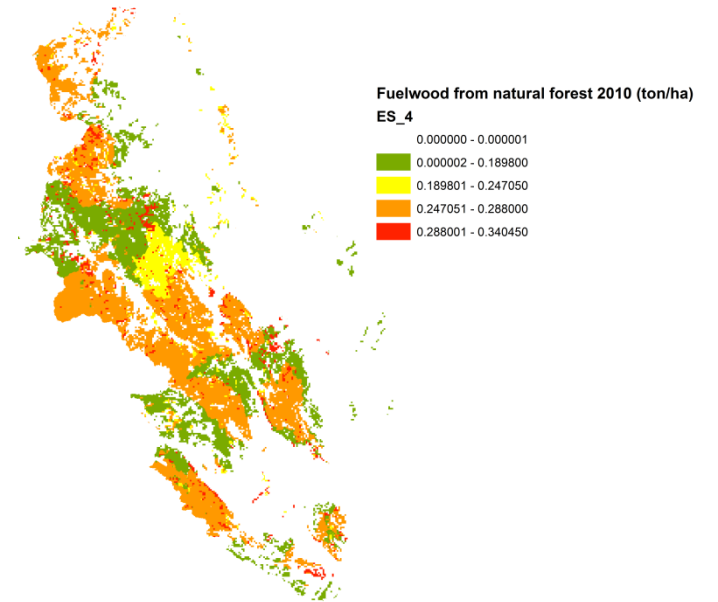 Fuelwood from natural forest 2010 (ton/ha)
ES_4
0.000000 - 0.000001
0.000002 - 0.189800
0.189801 - 0.247050
0.247051 - 0.288000
0.288001 - 0.340450